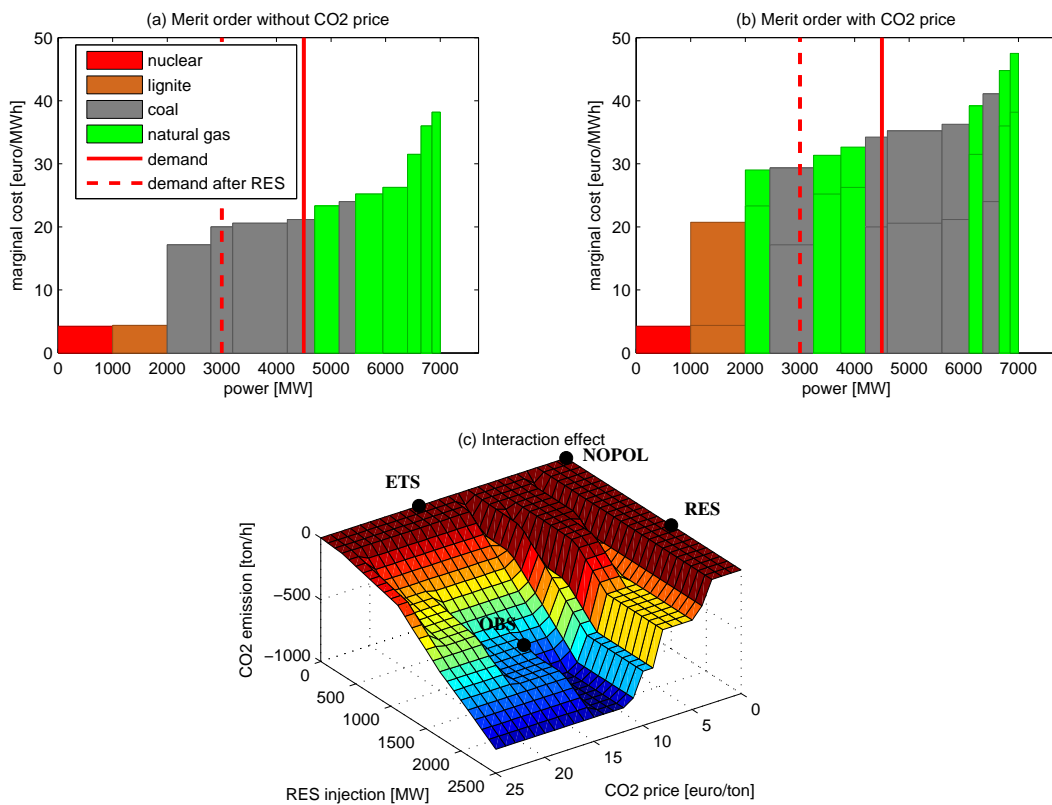 (a) Merit order without CO2 price
50
40
30
20
10
0
marginal cost [euro/MWh]
nuclear
lignite
coal
natural gas
demand
demand after RES
0 1000 2000 3000 4000 5000 6000 7000
power [MW]
(b) Merit order with CO2 price
50
40
30
20
10
0
marginal cost [euro/MWh]
0 1000 2000 3000 4000 5000 6000 7000
power [MW]
(c) Interaction effect
NOPOL
ETS
RES
OBS
0
−500
−1000
CO2 emission [ton/h]
0
500
1000
1500
2000
2500
RES injection [MW]
25
20
15
10
5
0
CO2 price [euro/ton]